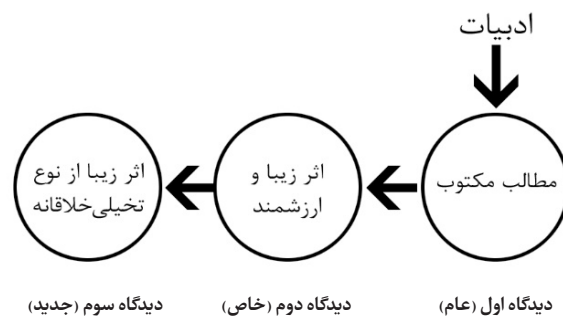 ادبیات
مطالب مکتوب
اثر زیبا و
ارزشمند
اثر زیبا از نوع
تخیلی‌خلاقانه
دیدگاه اول (عام)
دیدگاه دوم (خاص)
دیدگاه سوم (جدید)